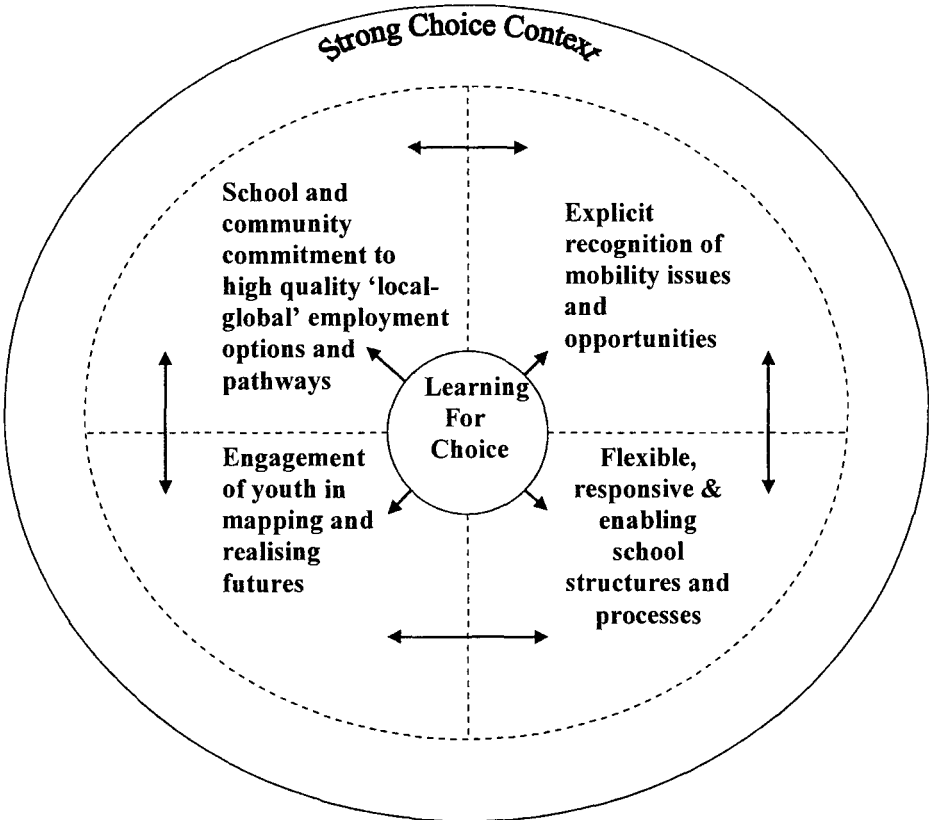 Strong Choice Context
School and
community
commitment to
high quality ‘local-
global’ employment
options and
pathways
Explicit
recognition of
mobility issues
and
opportunities
Learning
For
Choice
Engagement
of youth in
mapping and
realising
futures
Flexible,
responsive &
enabling
school
structures and
processes